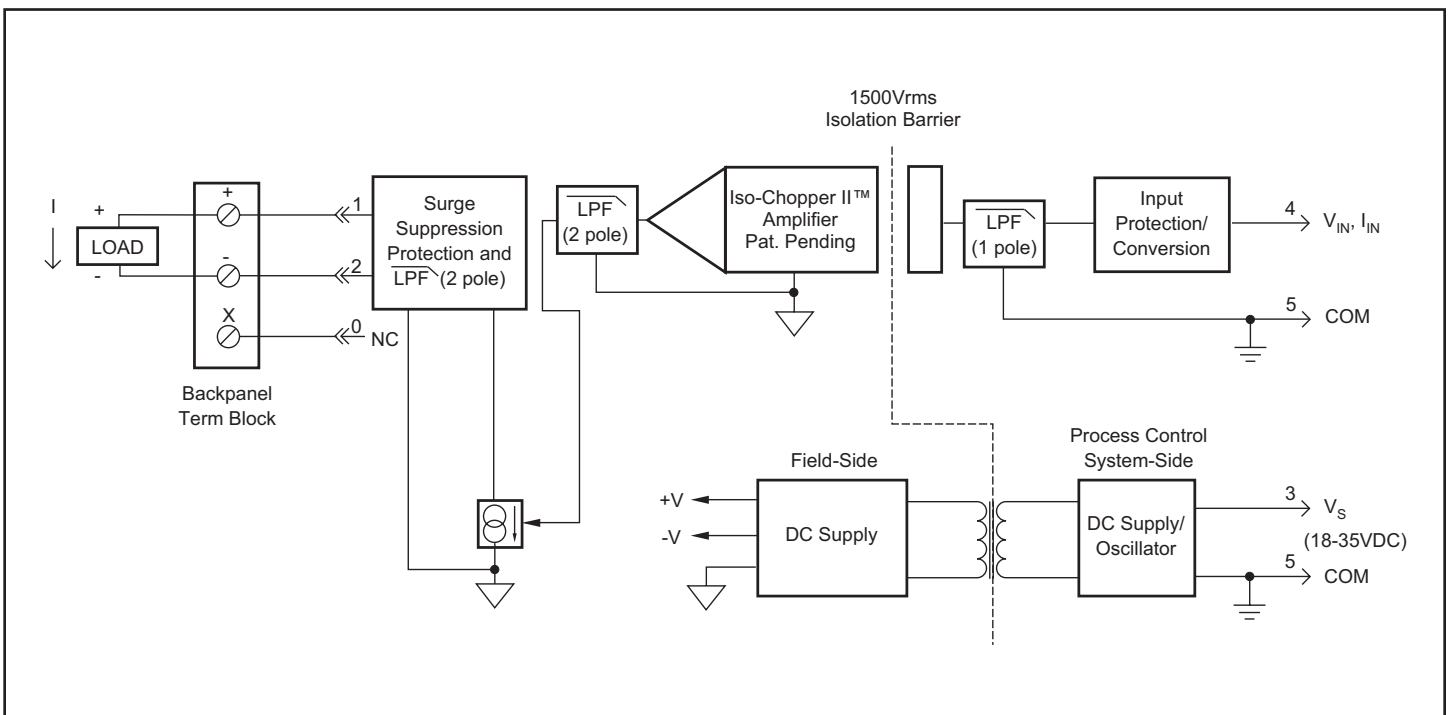 1500Vrms
Isolation Barrier
I
+
LOAD
-
+
-
X
1
2
0
NC
Backpanel
Term Block
Surge
Suppression
Protection and
LPF (2 pole)
LPF
(2 pole)
Iso-Chopper II™
Amplifier
Pat. Pending
LPF
(1 pole)
Input
Protection/
Conversion
4
VIN, IIN
5
COM
Field-Side
+V
-V
DC Supply
Process Control
System-Side
DC Supply/
Oscillator
3
VS
(18-35VDC)
5
COM